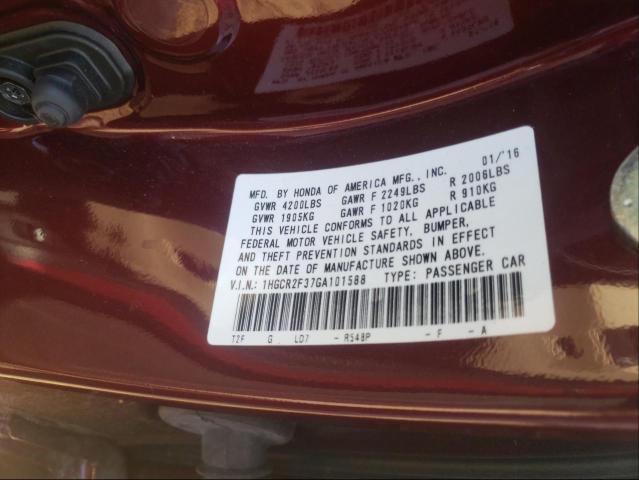 MFD. BY HONDA OF AMERICA MFG., INC. 01/'16
GVWR 4200LBS GAWR F 2249LBS R 2006LBS
GVWR 1905KG GAWR F 1020KG R 910KG
THIS VEHICLE CONFORMS TO ALL APPLICABLE
FEDERAL MOTOR VEHICLE SAFETY, BUMPER,
AND THEFT PREVENTION STANDARDS IN EFFECT
ON THE DATE OF MANUFACTURE SHOWN ABOVE.
V.I.N.: 1HGCR2F37GA101588 TYPE: PASSENGER CAR
T2F G LD7 - R548P - F - A